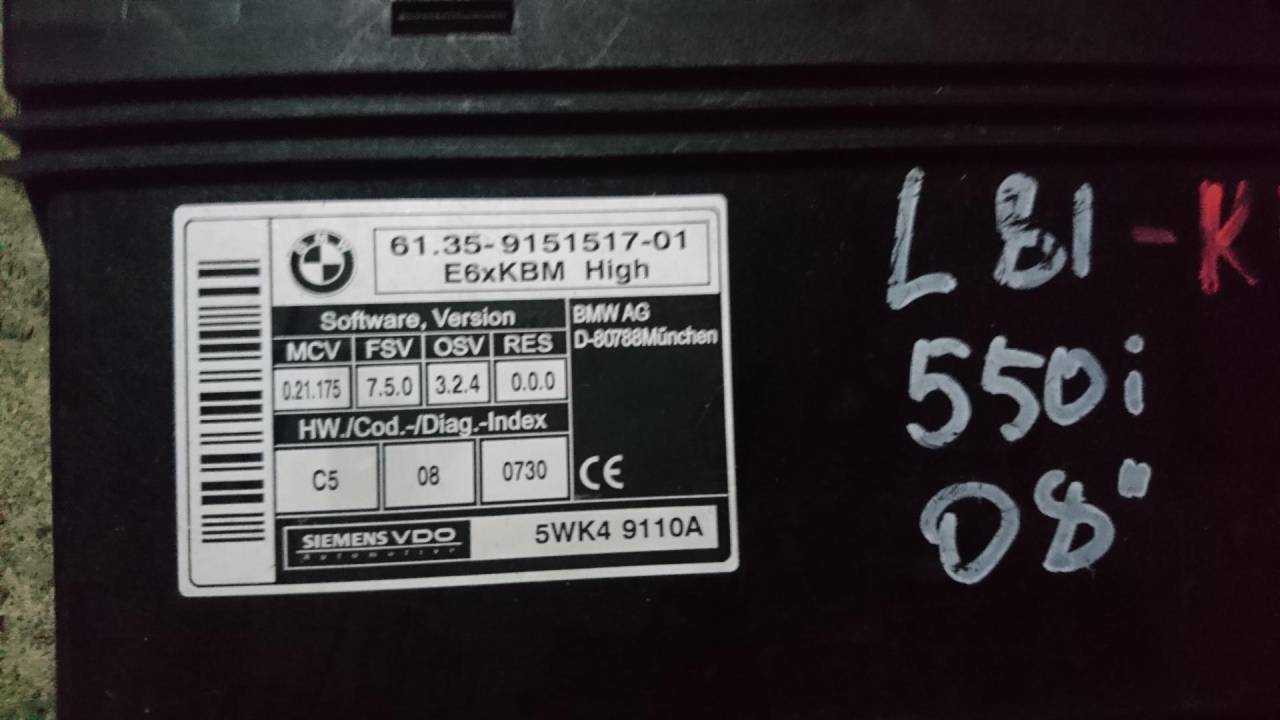 BMW
61.35-9151517-01
E6xKBM High
Software, Version
MCV FSV OSV RES
0.21.175 7.5.0 3.2.4 0.0.0
HW./Cod.-/Diag.-Index
C5 08 0730
BMW AG
D-80788München
CE
SIEMENS VDO
Automotive
5WK4 9110A
L81-K
550i
08"